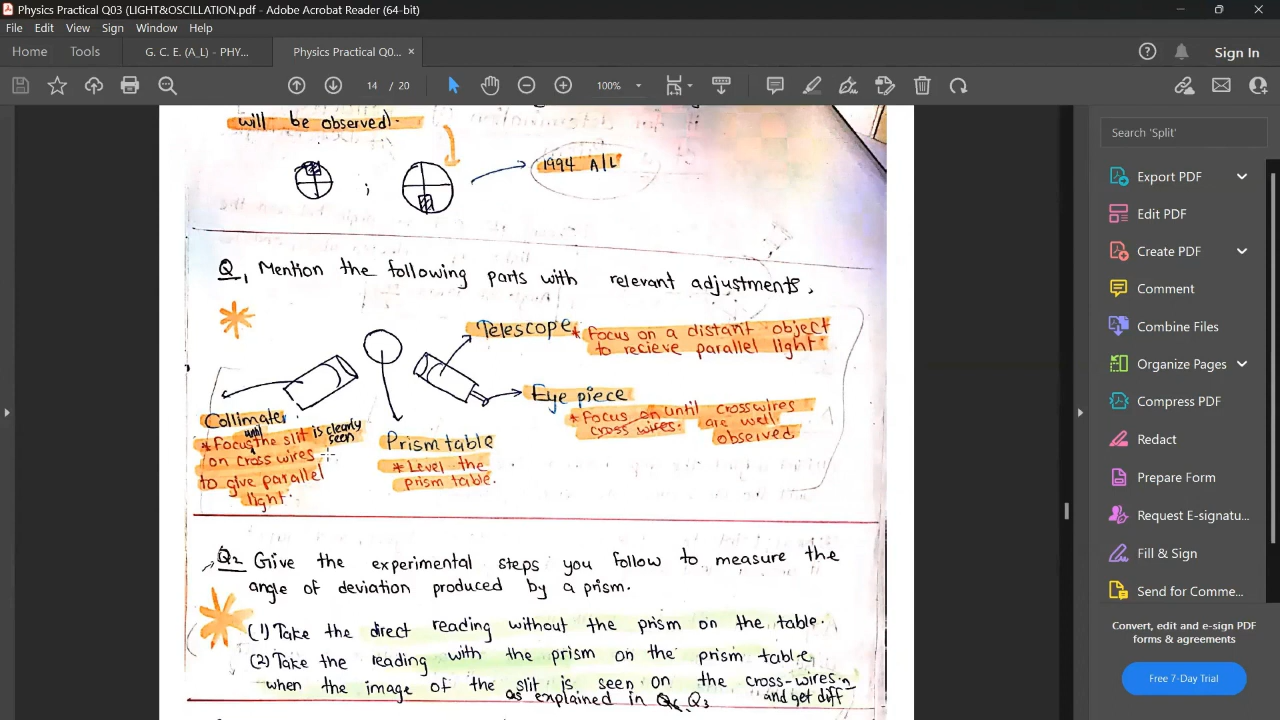 Physics Practical Q03 (LIGHT&OSCILLATION.pdf - Adobe Acrobat Reader (64-bit)
File Edit View Sign Window Help
Home Tools G. C. E. (A_L) - PHY... Physics Practical Q0... × Sign In
14 / 20 100%
will be observed).
1994 A/L
;
Q1 Mention the following parts with relevant adjustments.
Telescope * Focus on a distant object
to recieve parallel light.
Eye piece
* Focus on until crosswires
cross wires. are well
observed.
Collimater
* Focus until the slit is clearly
seen
on cross wires
to give parallel
light.
Prism table
* Level the
prism table.
Q2 Give the experimental steps you follow to measure the
angle of deviation produced by a prism.
(1) Take the direct reading without the prism on the table.
(2) Take the reading with the prism on the prism table
when the image of the slit is seen on the cross-wires
as explained in Q3 and get diff
Search 'Split'
Export PDF
Edit PDF
Create PDF
Comment
Combine Files
Organize Pages
Compress PDF
Redact
Prepare Form
Request E-signatu...
Fill & Sign
Send for Comme...
Convert, edit and e-sign PDF
forms & agreements
Free 7-Day Trial